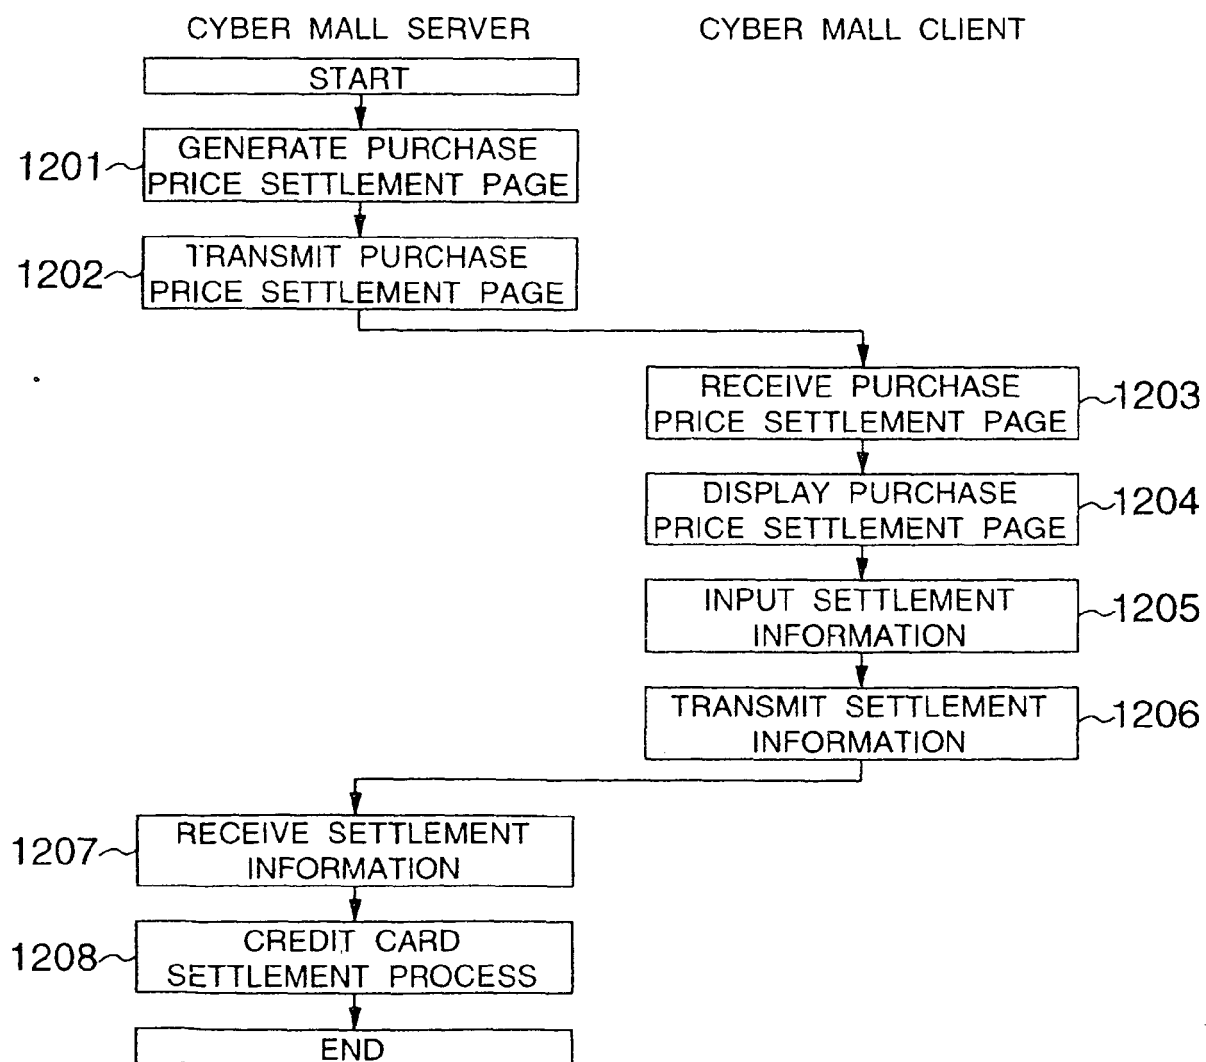 CYBER MALL SERVER
CYBER MALL CLIENT
START
1201
GENERATE PURCHASE
PRICE SETTLEMENT PAGE
1202
TRANSMIT PURCHASE
PRICE SETTLEMENT PAGE
RECEIVE PURCHASE
PRICE SETTLEMENT PAGE
1203
DISPLAY PURCHASE
PRICE SETTLEMENT PAGE
1204
INPUT SETTLEMENT
INFORMATION
1205
TRANSMIT SETTLEMENT
INFORMATION
1206
1207
RECEIVE SETTLEMENT
INFORMATION
1208
CREDIT CARD
SETTLEMENT PROCESS
END